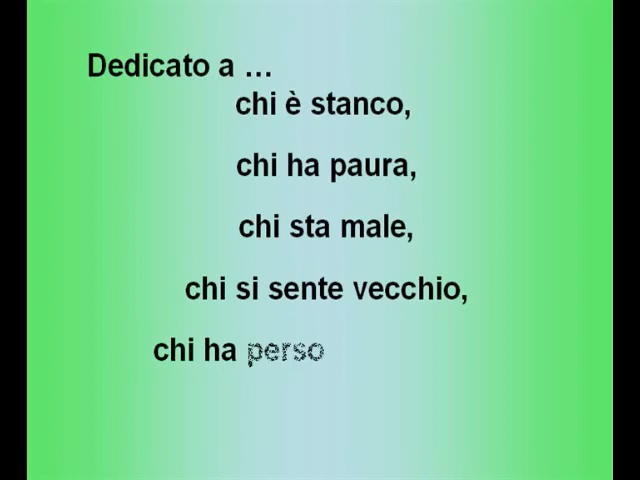 Dedicato a ...
chi è stanco,
chi ha paura,
chi sta male,
chi si sente vecchio,
chi ha perso